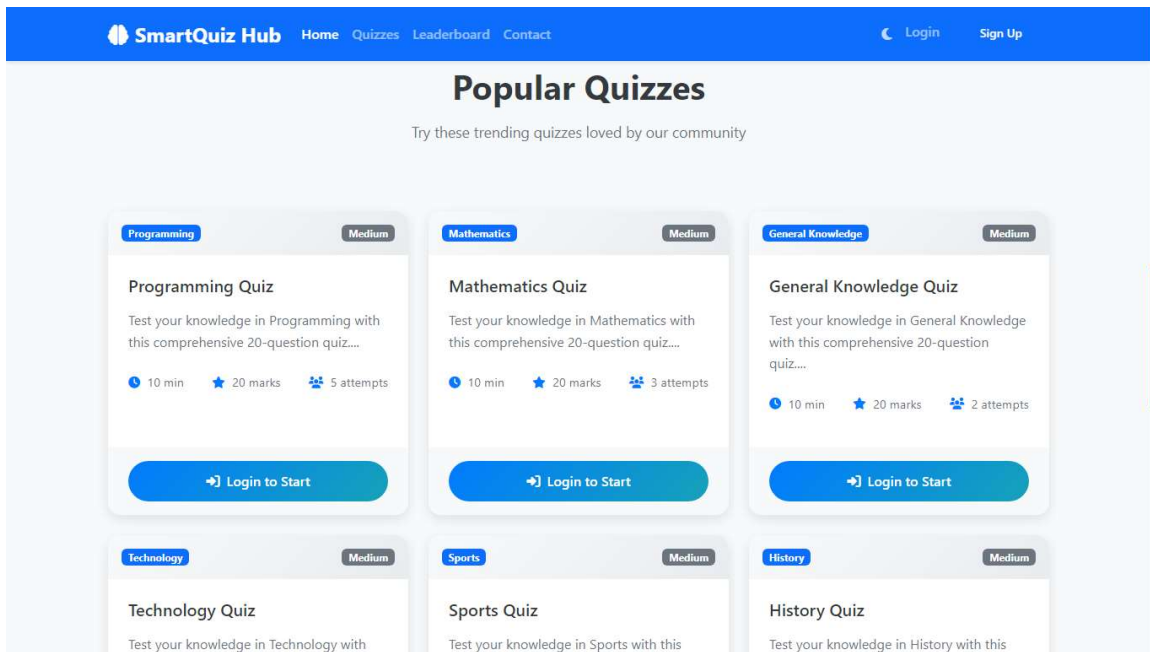 SmartQuiz Hub Home Quizzes Leaderboard Contact Login Sign Up
Popular Quizzes
Try these trending quizzes loved by our community
Programming Medium
Programming Quiz
Test your knowledge in Programming with
this comprehensive 20-question quiz....
10 min 20 marks 5 attempts
Login to Start
Mathematics Medium
Mathematics Quiz
Test your knowledge in Mathematics with
this comprehensive 20-question quiz....
10 min 20 marks 3 attempts
Login to Start
General Knowledge Medium
General Knowledge Quiz
Test your knowledge in General Knowledge
with this comprehensive 20-question
quiz....
10 min 20 marks 2 attempts
Login to Start
Technology Medium
Technology Quiz
Test your knowledge in Technology with
Sports Medium
Sports Quiz
Test your knowledge in Sports with this
History Medium
History Quiz
Test your knowledge in History with this